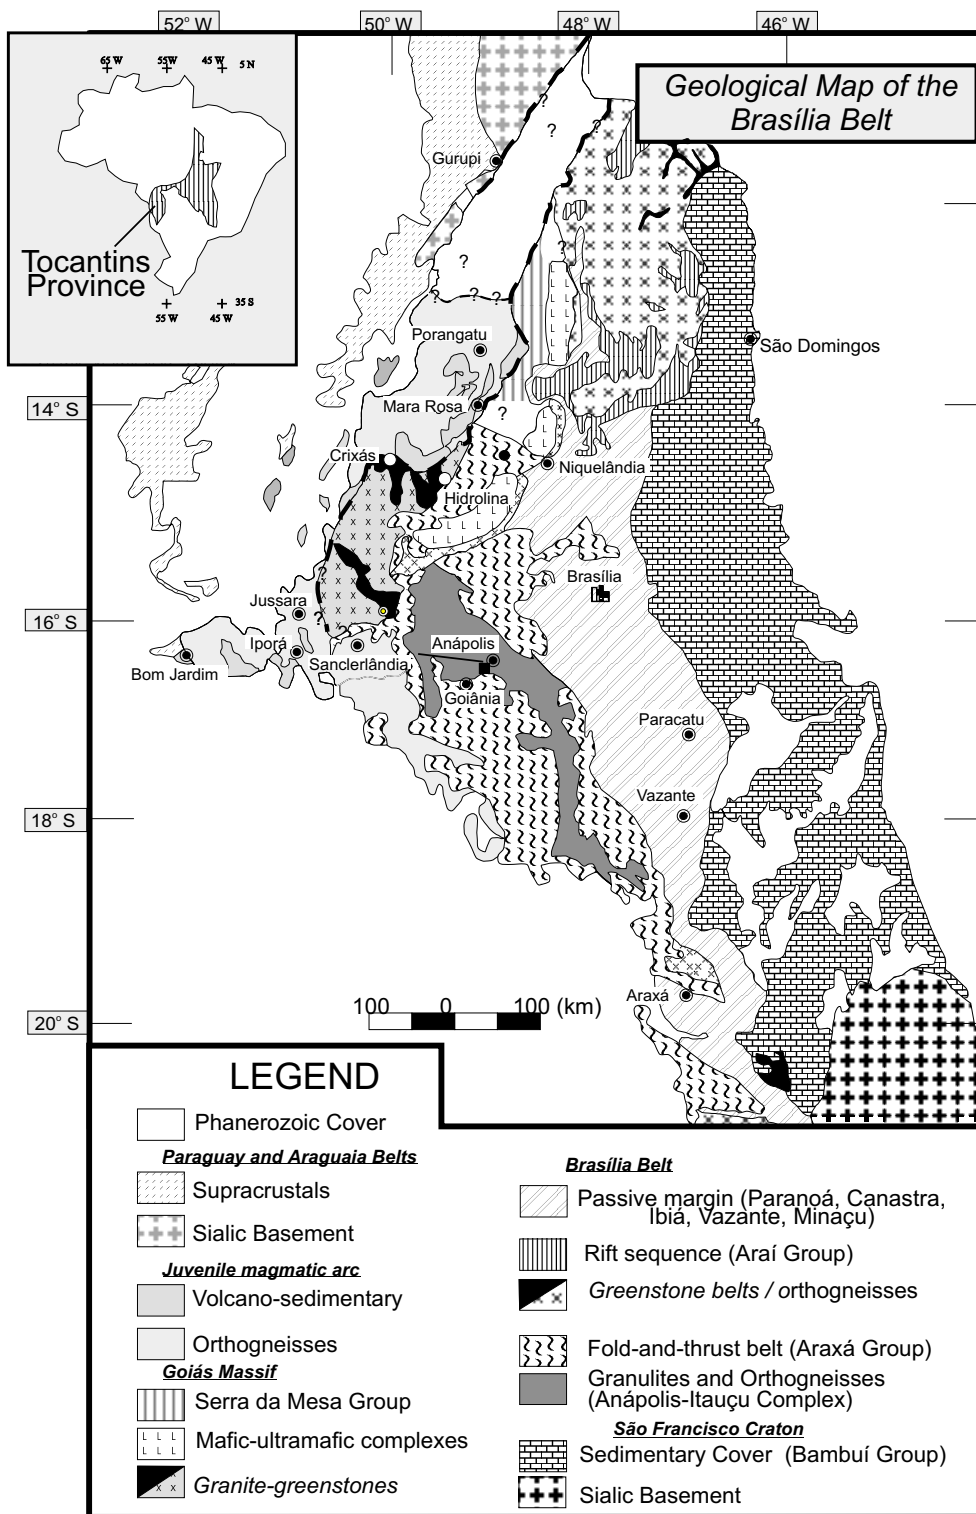 52° W
50° W
48° W
46° W
Geological Map of the
Brasília Belt
65 W
55W
45 W
5 N
Tocantins
Province
55 W
45 W
35 S
Gurupi
?
?
?
?
?
?
?
?
Porangatu
São Domingos
14° S
Mara Rosa
?
Crixás
Niquelândia
Hidrolina
Brasília
?
Jussara
16° S
?
?
Iporá
Anápolis
Sanclerlândia
Bom Jardim
Goiânia
Paracatu
Vazante
18° S
Araxá
100 0 100 (km)
20° S
LEGEND
Phanerozoic Cover
Paraguay and Araguaia Belts
Supracrustals
Sialic Basement
Juvenile magmatic arc
Volcano-sedimentary
Orthogneisses
Goiás Massif
Serra da Mesa Group
Mafic-ultramafic complexes
Granite-greenstones
Brasília Belt
Passive margin (Paranoá, Canastra,
Ibiá, Vazante, Minaçu)
Rift sequence (Araí Group)
Greenstone belts / orthogneisses
Fold-and-thrust belt (Araxá Group)
Granulites and Orthogneisses
(Anápolis-Itauçu Complex)
São Francisco Craton
Sedimentary Cover (Bambuí Group)
Sialic Basement